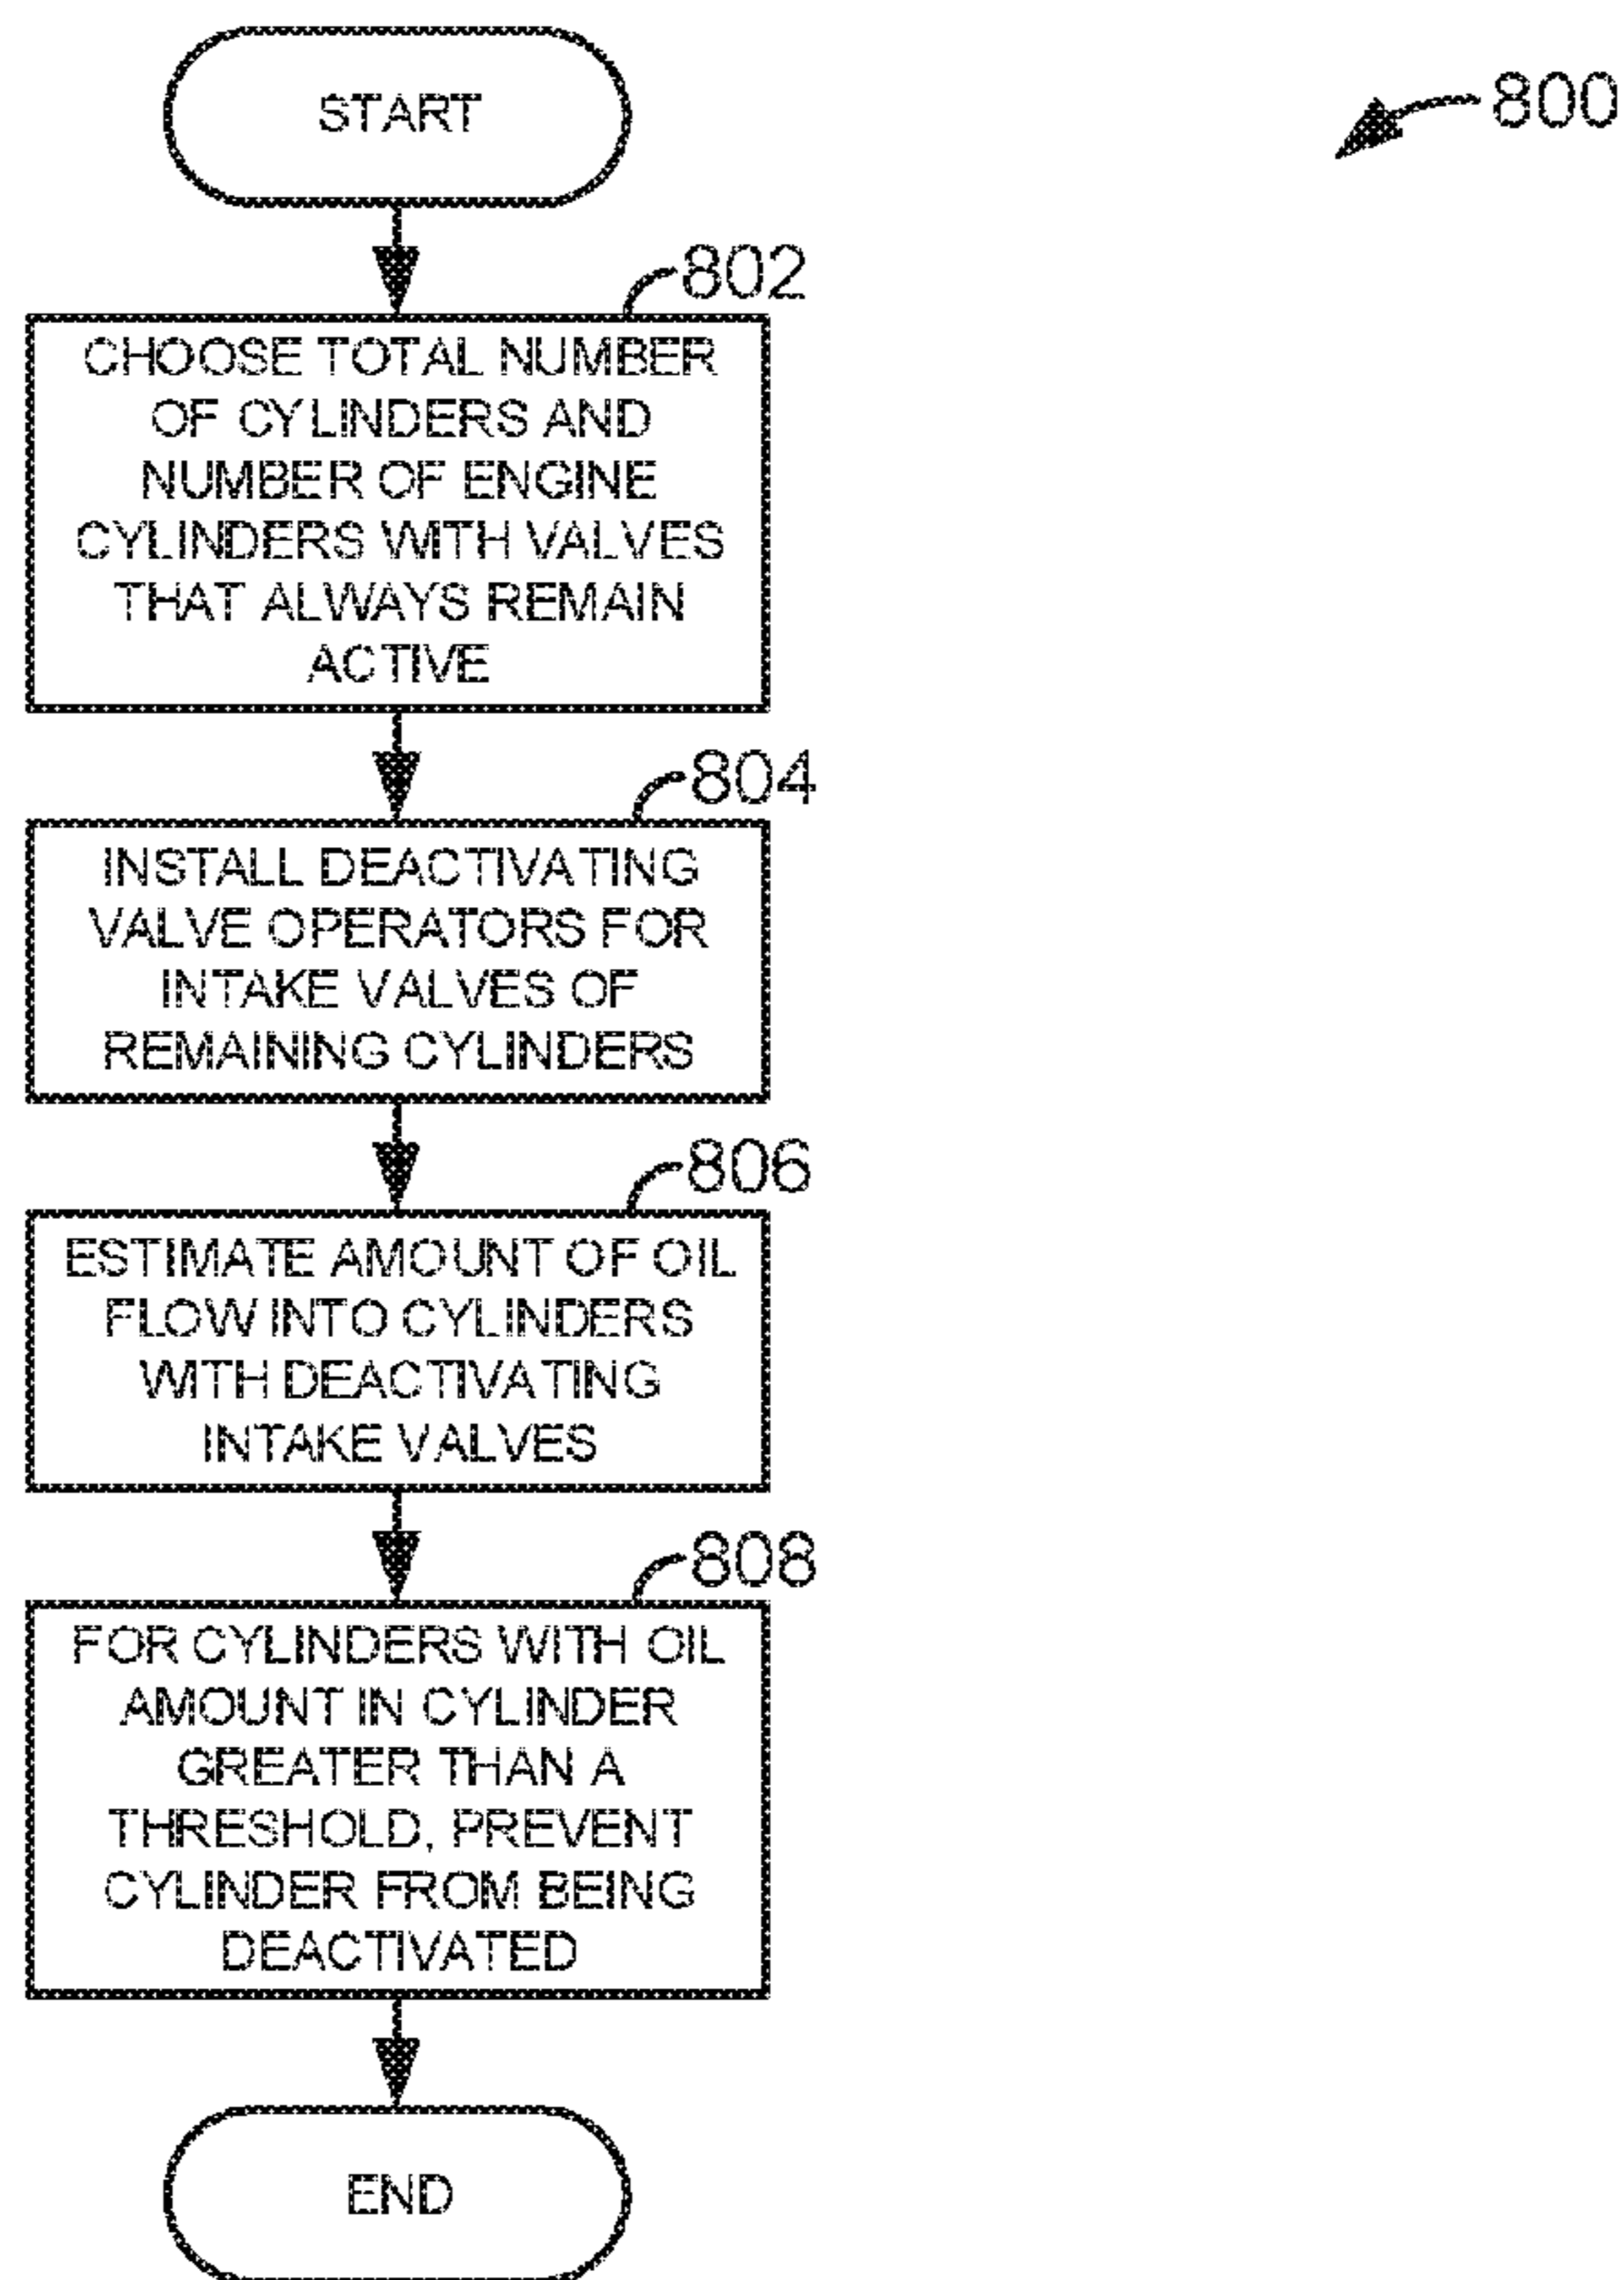 START
800
802
CHOOSE TOTAL NUMBER
OF CYLINDERS AND
NUMBER OF ENGINE
CYLINDERS WITH VALVES
THAT ALWAYS REMAIN
ACTIVE
804
INSTALL DEACTIVATING
VALVE OPERATORS FOR
INTAKE VALVES OF
REMAINING CYLINDERS
806
ESTIMATE AMOUNT OF OIL
FLOW INTO CYLINDERS
WITH DEACTIVATING
INTAKE VALVES
808
FOR CYLINDERS WITH OIL
AMOUNT IN CYLINDER
GREATER THAN A
THRESHOLD, PREVENT
CYLINDER FROM BEING
DEACTIVATED
END